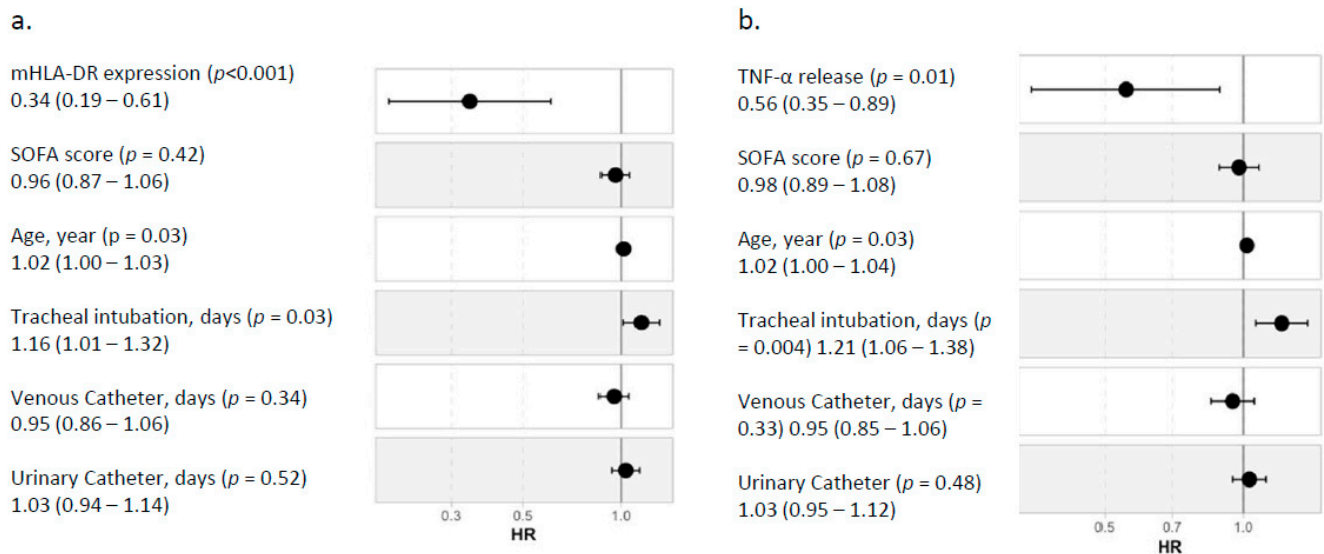 a.
mHLA-DR expression (p<0.001)
0.34 (0.19 – 0.61)
SOFA score (p = 0.42)
0.96 (0.87 – 1.06)
Age, year (p = 0.03)
1.02 (1.00 – 1.03)
Tracheal intubation, days (p = 0.03)
1.16 (1.01 – 1.32)
Venous Catheter, days (p = 0.34)
0.95 (0.86 – 1.06)
Urinary Catheter, days (p = 0.52)
1.03 (0.94 – 1.14)
0.3 0.5 1.0
HR
b.
TNF-α release (p = 0.01)
0.56 (0.35 – 0.89)
SOFA score (p = 0.67)
0.98 (0.89 – 1.08)
Age, year (p = 0.03)
1.02 (1.00 – 1.04)
Tracheal intubation, days (p
= 0.004) 1.21 (1.06 – 1.38)
Venous Catheter, days (p =
0.33) 0.95 (0.85 – 1.06)
Urinary Catheter (p = 0.48)
1.03 (0.95 – 1.12)
0.5 0.7 1.0
HR